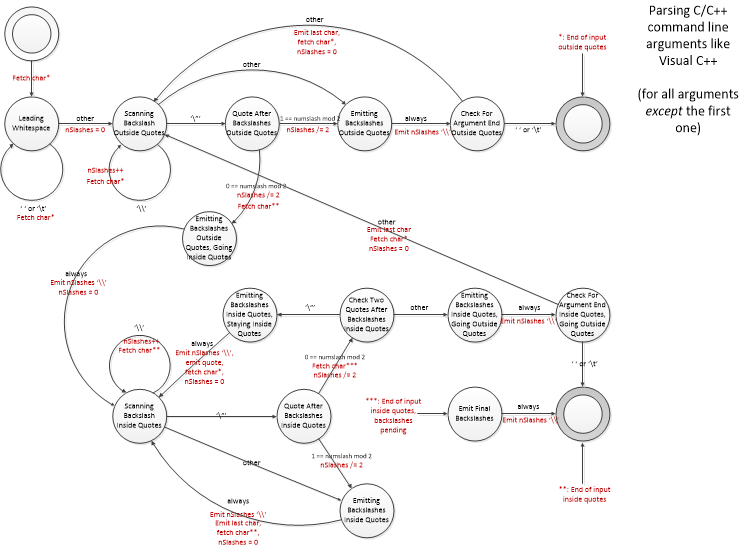 Parsing C/C++
command line
arguments like
Visual C++
(for all arguments
except the first
one)
other
Emit last char,
fetch char*,
nSlashes = 0
*: End of input
outside quotes
other
Fetch char*
Leading
Whitespace
other
nSlashes = 0
Scanning
Backslash
Outside Quotes
'\"'
Quote After
Backslashes
Outside Quotes
1 == numslash mod 2
nSlashes /= 2
Emitting
Backslashes
Outside Quotes
always
Emit nSlashes '\\'
Check For
Argument End
Outside Quotes
' ' or '\t'
nSlashes++
Fetch char*
' ' or '\t'
Fetch char*
'\\'
0 == numslash mod 2
nSlashes /= 2
Fetch char**
Emitting
Backslashes
Outside
Quotes, Going
Inside Quotes
other
Emit last char
Fetch char*
nSlashes = 0
always
Emit nSlashes '\\'
nSlashes = 0
Emitting
Backslashes
Inside Quotes,
Staying Inside
Quotes
'\"'
Check Two
Quotes After
Backslashes
Inside Quotes
other
Emitting
Backslashes
Inside Quotes,
Going Outside
Quotes
always
Emit nSlashes '\\'
Check For
Argument End
Inside Quotes,
Going Outside
Quotes
'\\'
nSlashes++
Fetch char**
always
Emit nSlashes '\\',
emit quote,
fetch char*,
nSlashes = 0
0 == numslash mod 2
Fetch char***
nSlashes /= 2
' ' or '\t'
Scanning
Backslash
Inside Quotes
'\"'
Quote After
Backslashes
Inside Quotes
***: End of input
inside quotes,
backslashes
pending
Emit Final
Backslashes
always
Emit nSlashes '\\'
other
1 == numslash mod 2
nSlashes /= 2
always
Emit nSlashes '\\'
Emit last char,
fetch char**,
nSlashes = 0
Emitting
Backslashes
Inside Quotes
**: End of input
inside quotes